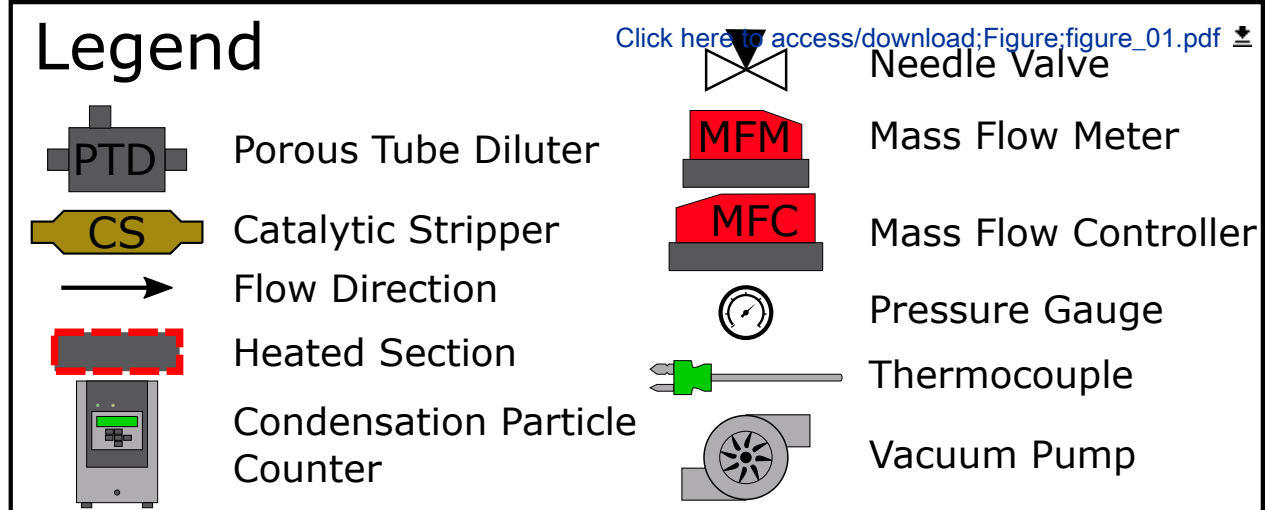 Legend
Click here to access/download;Figure;figure_01.pdf
PTD
Porous Tube Diluter
CS
Catalytic Stripper
Flow Direction
Heated Section
Condensation Particle
Counter
Needle Valve
MFM
Mass Flow Meter
MFC
Mass Flow Controller
Pressure Gauge
Thermocouple
Vacuum Pump